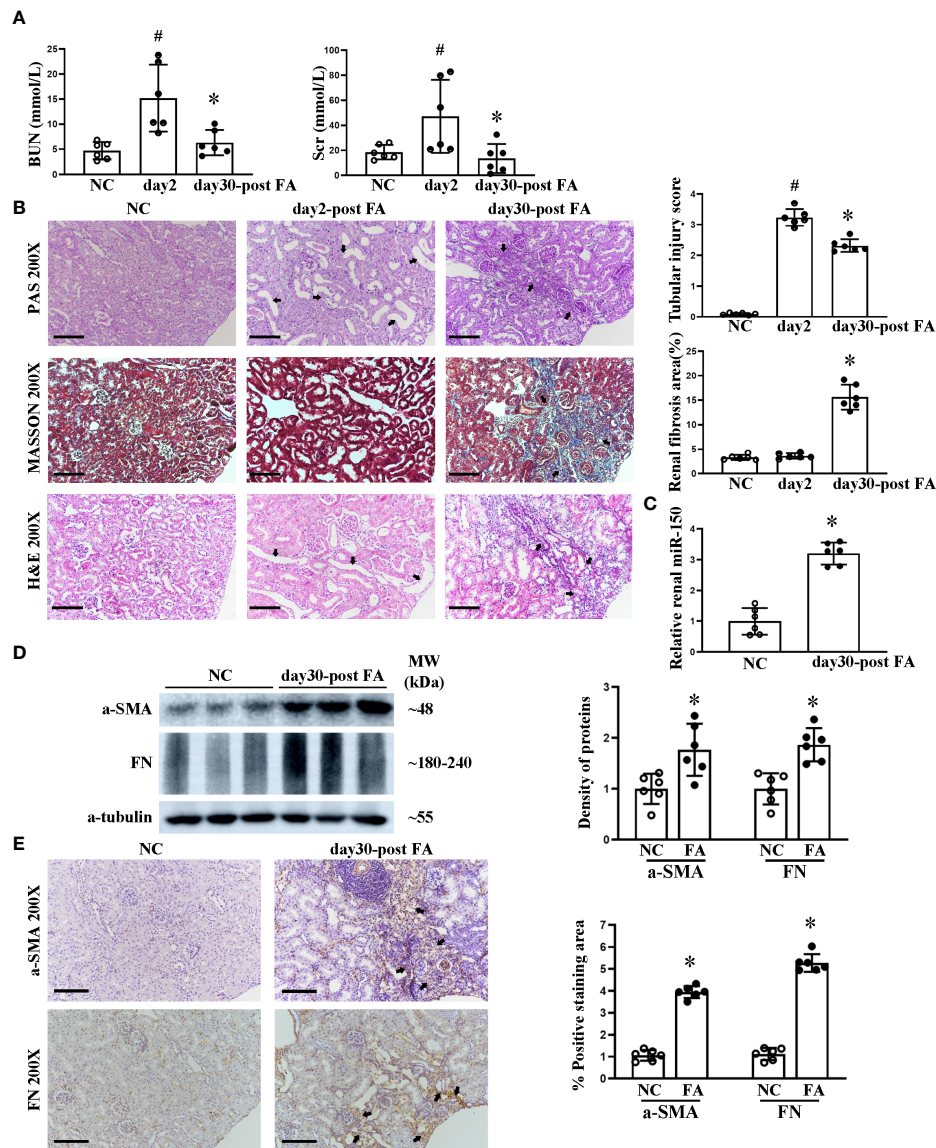 A
BUN (mmol/L)
25
20
15
10
5
0
#
*
NC
day2
day30-post FA
Scr (mmol/L)
100
80
60
40
20
0
#
*
NC
day2
day30-post FA
B
NC
day2-post FA
day30-post FA
PAS 200X
MASSON 200X
H&E 200X
Tubular injury score
4
3
2
1
0
#
*
NC
day2
day30-post FA
Renal fibrosis area(%)
25
20
15
10
5
0
*
NC
day2
day30-post FA
C
Relative renal miR-150
4
3
2
1
0
*
NC
day30-post FA
D
NC
day30-post FA
MW
(kDa)
a-SMA
~48
FN
~180-240
a-tubulin
~55
Density of proteins
3
2
1
0
*
*
NC FA
NC FA
a-SMA
FN
E
NC
day30-post FA
a-SMA 200X
FN 200X
% Positive staining area
7
6
5
4
3
2
1
0
*
*
NC FA
NC FA
a-SMA
FN